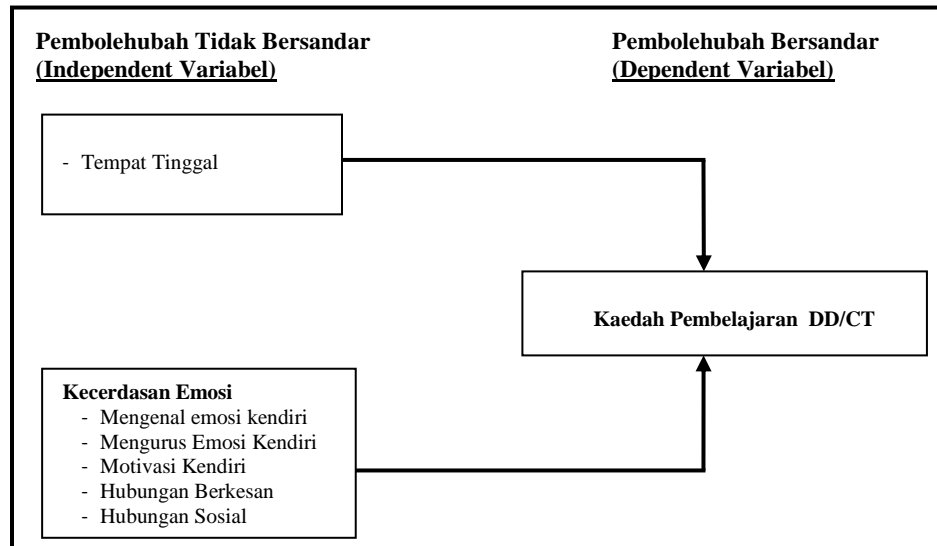 Pembolehubah Tidak Bersandar
(Independent Variabel)
Pembolehubah Bersandar
(Dependent Variabel)
- Tempat Tinggal
Kaedah Pembelajaran DD/CT
Kecerdasan Emosi
- Mengenal emosi kendiri
- Mengurus Emosi Kendiri
- Motivasi Kendiri
- Hubungan Berkesan
- Hubungan Sosial